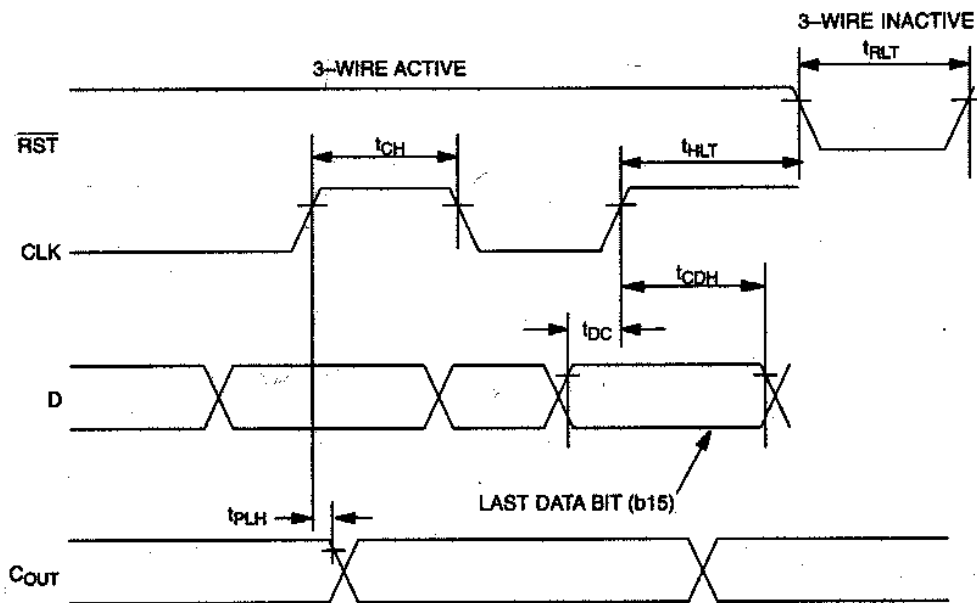 3–WIRE INACTIVE
tRLT
3–WIRE ACTIVE
RST
tCH
tHLT
CLK
tCDH
tDC
D
LAST DATA BIT (b15)
tPLH
COUT